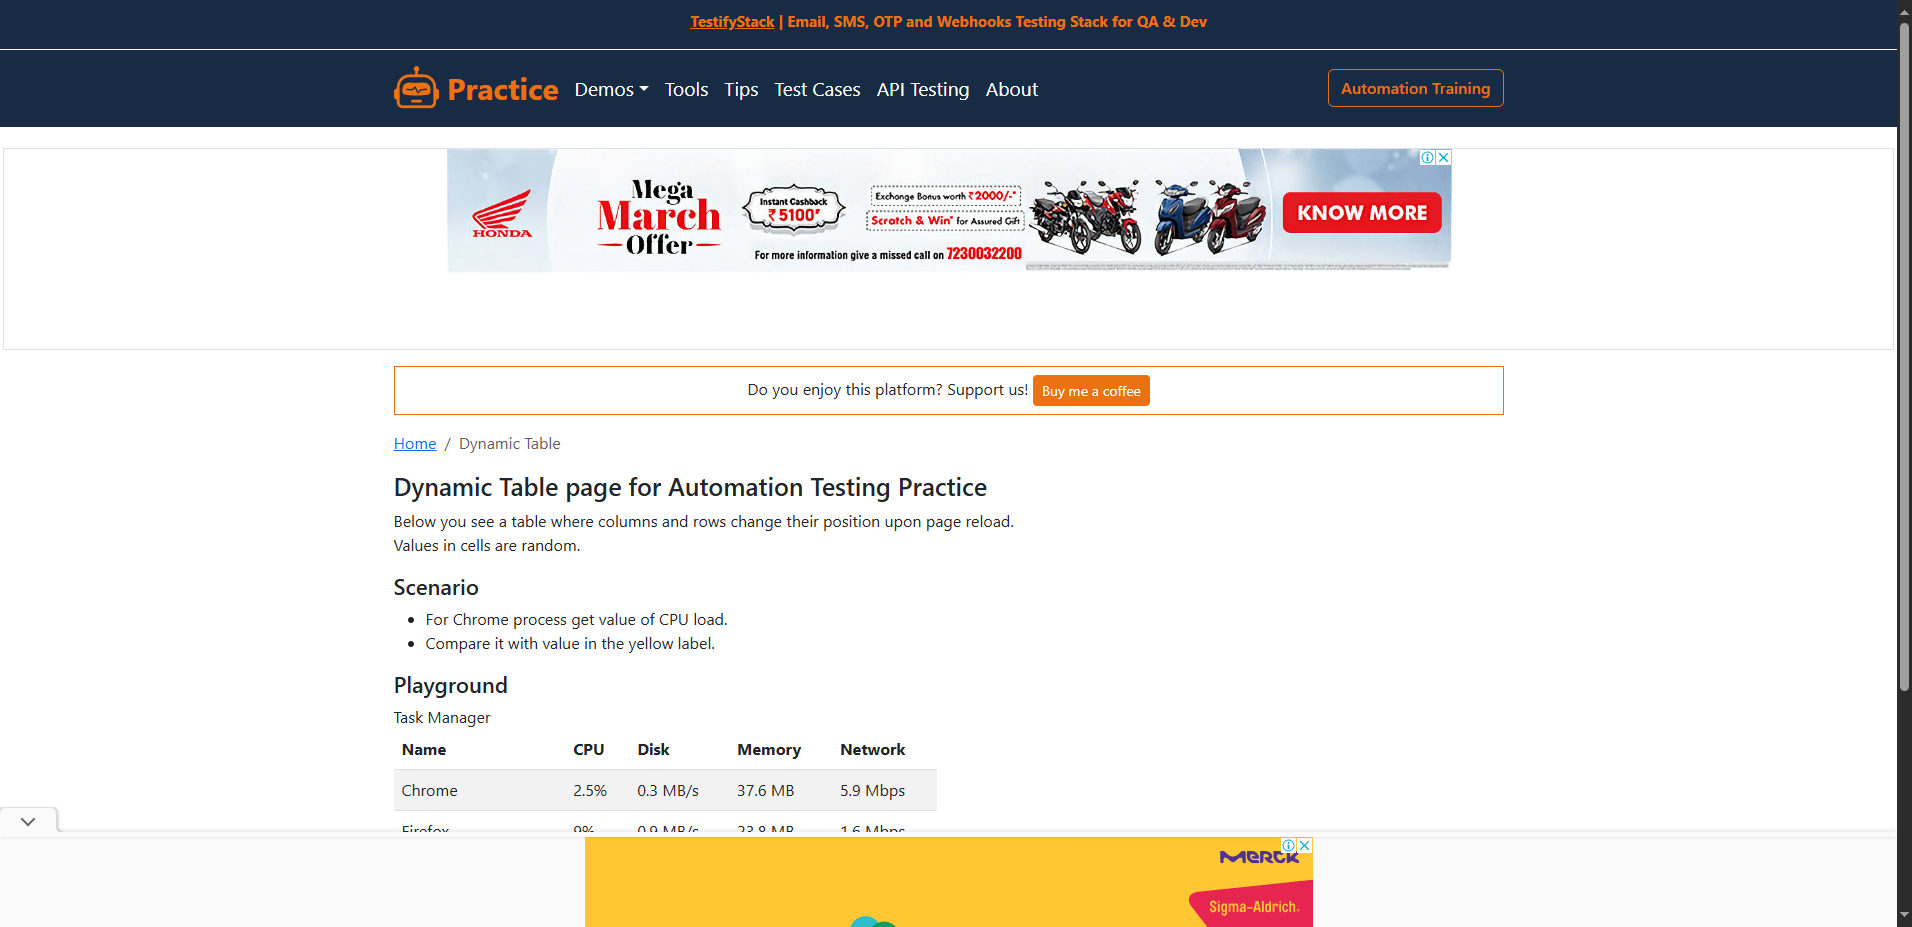 TestifyStack | Email, SMS, OTP and Webhooks Testing Stack for QA & Dev
Practice Demos Tools Tips Test Cases API Testing About Automation Training
HONDA
Mega
March
Offer
Instant Cashback
₹5100#
Exchange Bonus worth ₹2000/-*
Scratch & Win* for Assured Gift
For more information give a missed call on 7230032200
KNOW MORE
Do you enjoy this platform? Support us! Buy me a coffee
Home / Dynamic Table
Dynamic Table page for Automation Testing Practice
Below you see a table where columns and rows change their position upon page reload.
Values in cells are random.
Scenario
• For Chrome process get value of CPU load.
• Compare it with value in the yellow label.
Playground
Task Manager
Name CPU Disk Memory Network
Chrome 2.5% 0.3 MB/s 37.6 MB 5.9 Mbps
Firefox 9% 0.9 MB/s 23.8 MB 1.6 Mbps
MERCK
Sigma-Aldrich.